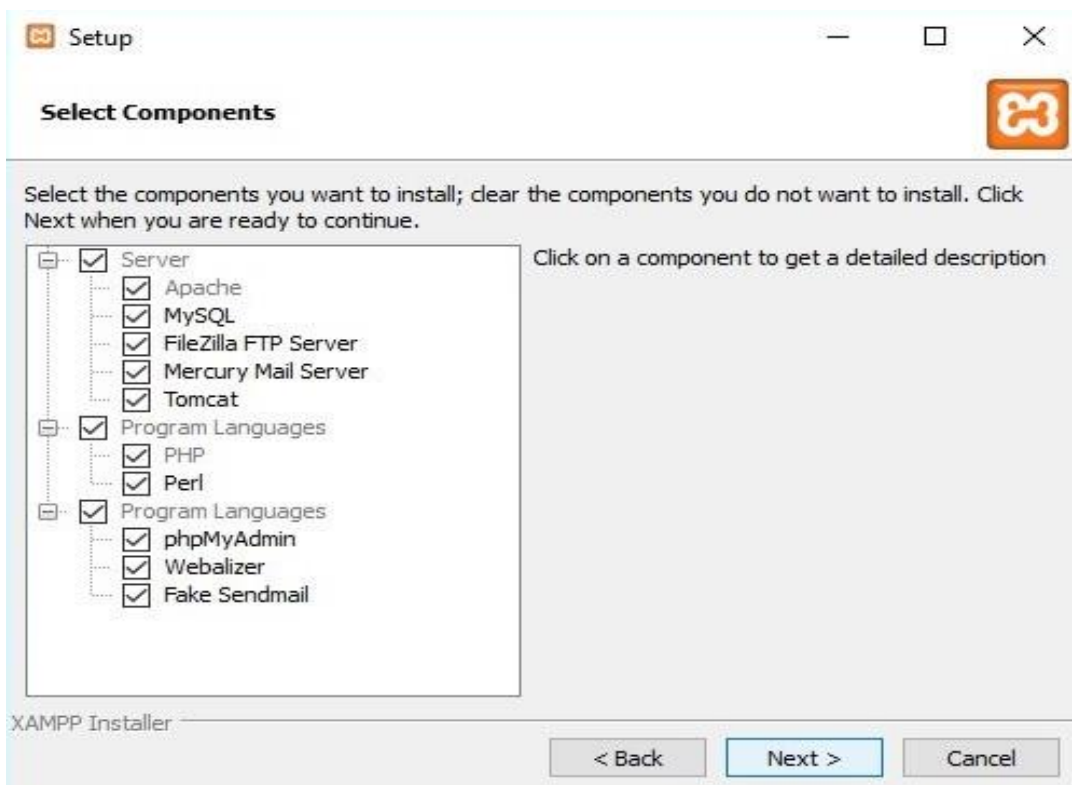 Setup
Select Components
Select the components you want to install; clear the components you do not want to install. Click
Next when you are ready to continue.
Server
Apache
MySQL
FileZilla FTP Server
Mercury Mail Server
Tomcat
Program Languages
PHP
Perl
Program Languages
phpMyAdmin
Webalizer
Fake Sendmail
Click on a component to get a detailed description
XAMPP Installer
< Back
Next >
Cancel